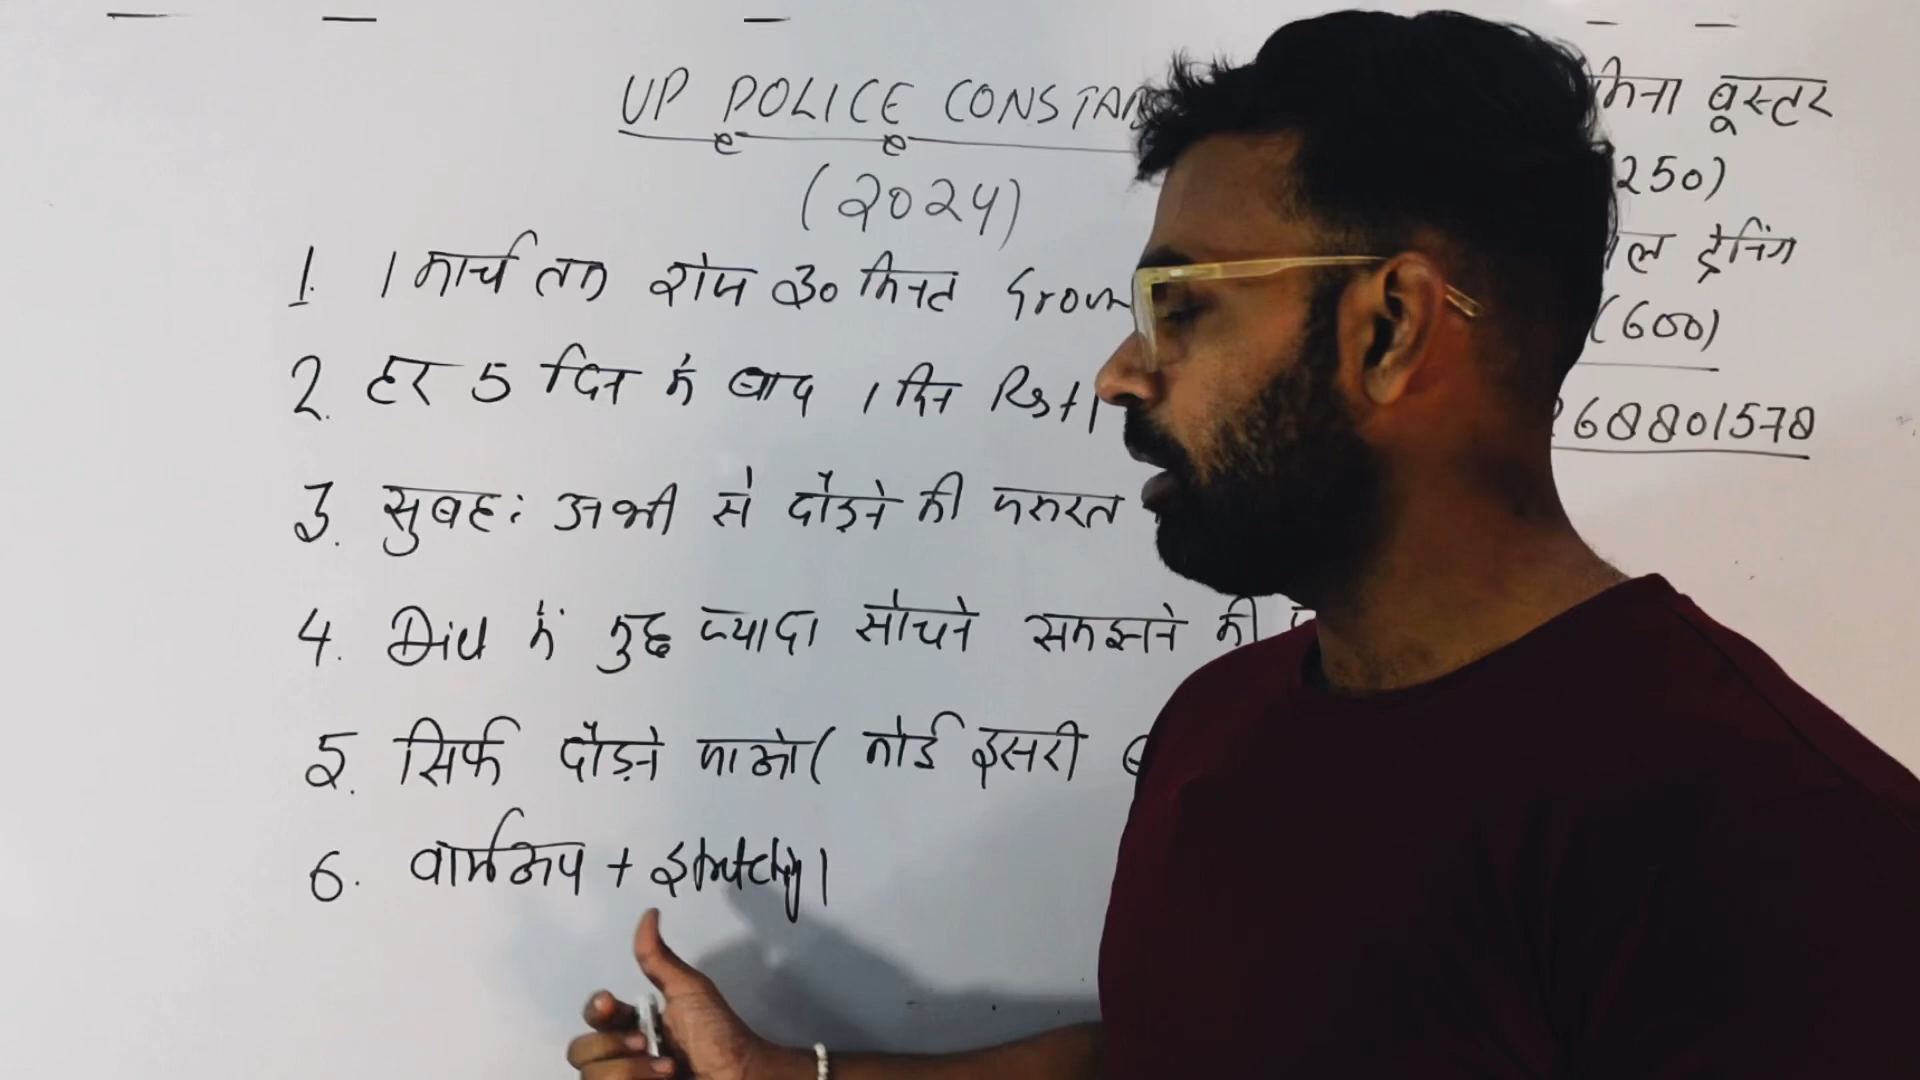 UP POLICE CONSTAB
(2024)
1. 1 मार्च तक रोज 30 मिनट Groun
2. हर 5 दिन के बाद 1 दिन Rest।
3. सुबह: अभी से दौड़ने की जरुरत
4. Diet में कुछ ज्यादा सोचने समझने की
5. सिर्फ दौड़ने जाओ ( कोई दूसरी
6. वार्मअप + stretching।
मिना बूस्टर
250)
ल ट्रेनिंग
(600)
68801578